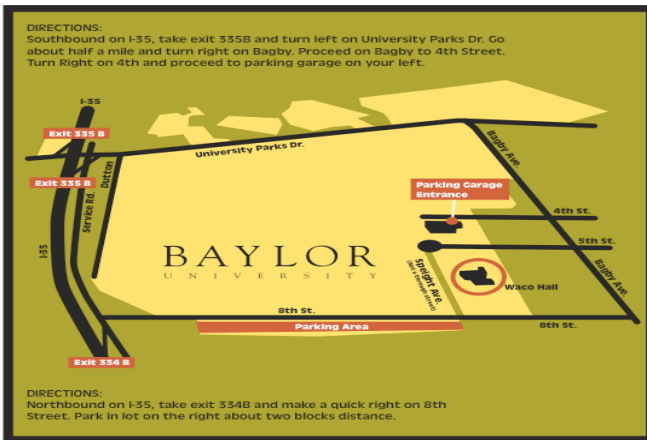 DIRECTIONS:
Southbound on I-35, take exit 335B and turn left on University Parks Dr. Go
about half a mile and turn right on Bagby. Proceed on Bagby to 4th Street.
Turn Right on 4th and proceed to parking garage on your left.
I-35
Exit 335 B
University Parks Dr.
Bagby Ave
Exit 335 B
Dutton
Service Rd.
Parking Garage
Entrance
4th St.
5th St.
I-35
BAYLOR
UNIVERSITY
Speight Ave.
(Not a through street)
Waco Hall
Bagby Ave.
8th St.
Parking Area
8th St.
Exit 334 B
DIRECTIONS:
Northbound on I-35, take exit 334B and make a quick right on 8th
Street. Park in lot on the right about two blocks distance.